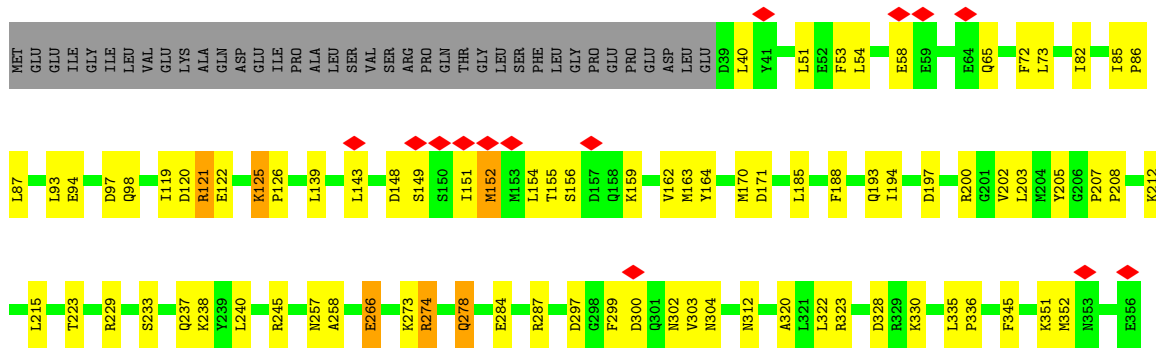 MET GLU GLU ILE GLY ILE LEU VAL GLU LYS ALA GLN ASP GLU ILE PRO ALA LEU SER VAL SER ARG PRO GLN THR GLY LEU SER PHE LEU GLY PRO GLU PRO GLU ASP LEU GLU D39 L40 Y41 L51 E52 F53 L54 E58 E59 E64 Q65 F72 L73 I82 I85 P86
L87 L93 E94 D97 Q98 I119 D120 R121 E122 K125 P126 L139 L143 D148 S149 S150 I151 M152 M153 L154 T155 S156 D157 Q158 K159 V162 M163 Y164 M170 D171 L185 F188 Q193 I194 D197 R200 G201 V202 L203 M204 Y205 G206 P207 P208 K212
L215 T223 R229 S233 Q237 K238 Y239 L240 R245 N257 A258 E266 K273 R274 Q278 E284 R287 D297 G298 F299 D300 Q301 N302 V303 N304 N312 A320 L321 L322 R323 D328 R329 K330 L335 P336 F345 K351 M352 N353 E356